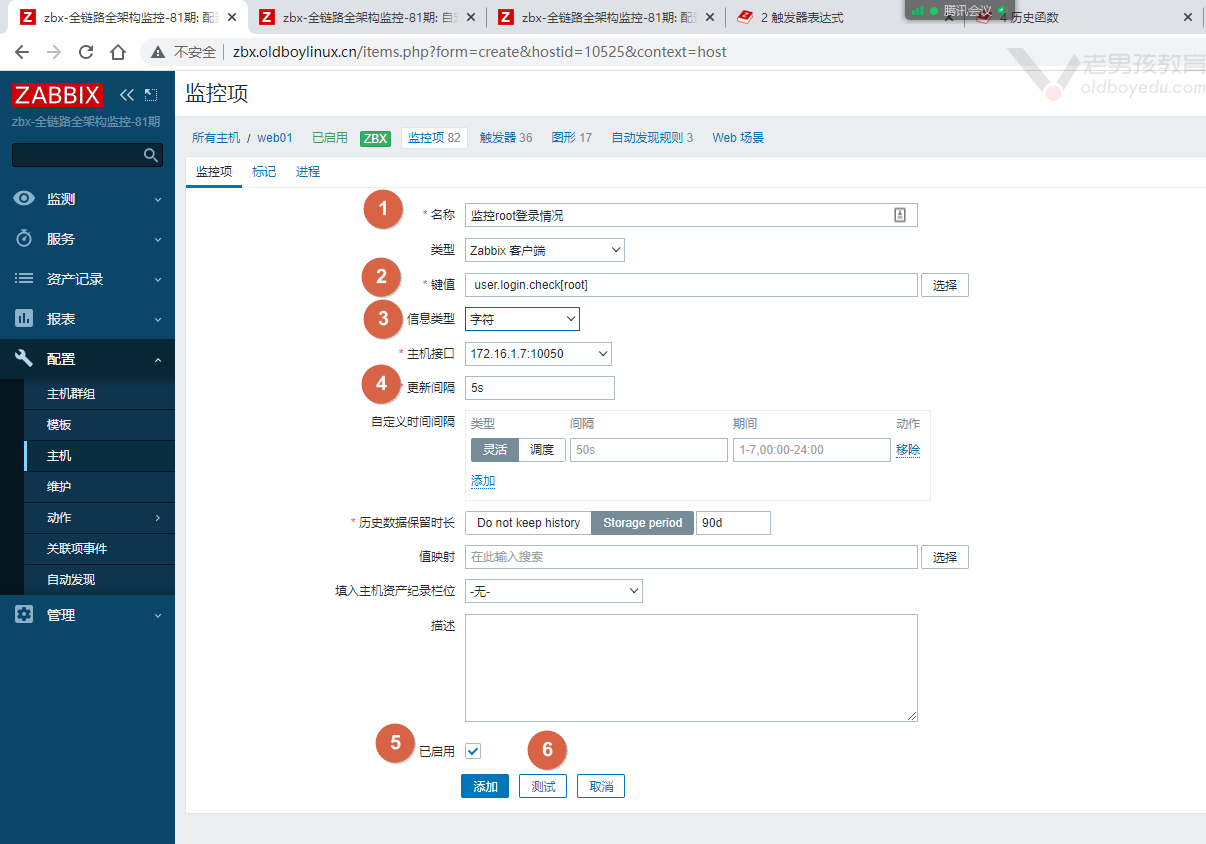 zbx-全链路全架构监控-81期: 配
zbx-全链路全架构监控-81期: 自
zbx-全链路全架构监控-81期: 配
2 触发器表达式
腾讯会议
4 历史函数
不安全
zbx.oldboylinux.cn/items.php?form=create&hostid=10525&context=host
老男孩教育
oldboyedu.com
ZABBIX
zbx-全链路全架构监控-81期
监测
服务
资产记录
报表
配置
主机群组
模板
主机
维护
动作
关联项事件
自动发现
管理
监控项
所有主机 / web01 已启用 ZBX 监控项 82 触发器 36 图形 17 自动发现规则 3 Web 场景
监控项 标记 进程
1 * 名称 监控root登录情况
类型 Zabbix 客户端
2 * 键值 user.login.check[root] 选择
3 信息类型 字符
* 主机接口 172.16.1.7:10050
4 * 更新间隔 5s
自定义时间间隔 类型 间隔 期间 动作
灵活 调度 50s 1-7,00:00-24:00 移除
添加
* 历史数据保留时长 Do not keep history Storage period 90d
值映射 在此输入搜索 选择
填入主机资产纪录栏位 -无-
描述
5 已启用 6
添加 测试 取消